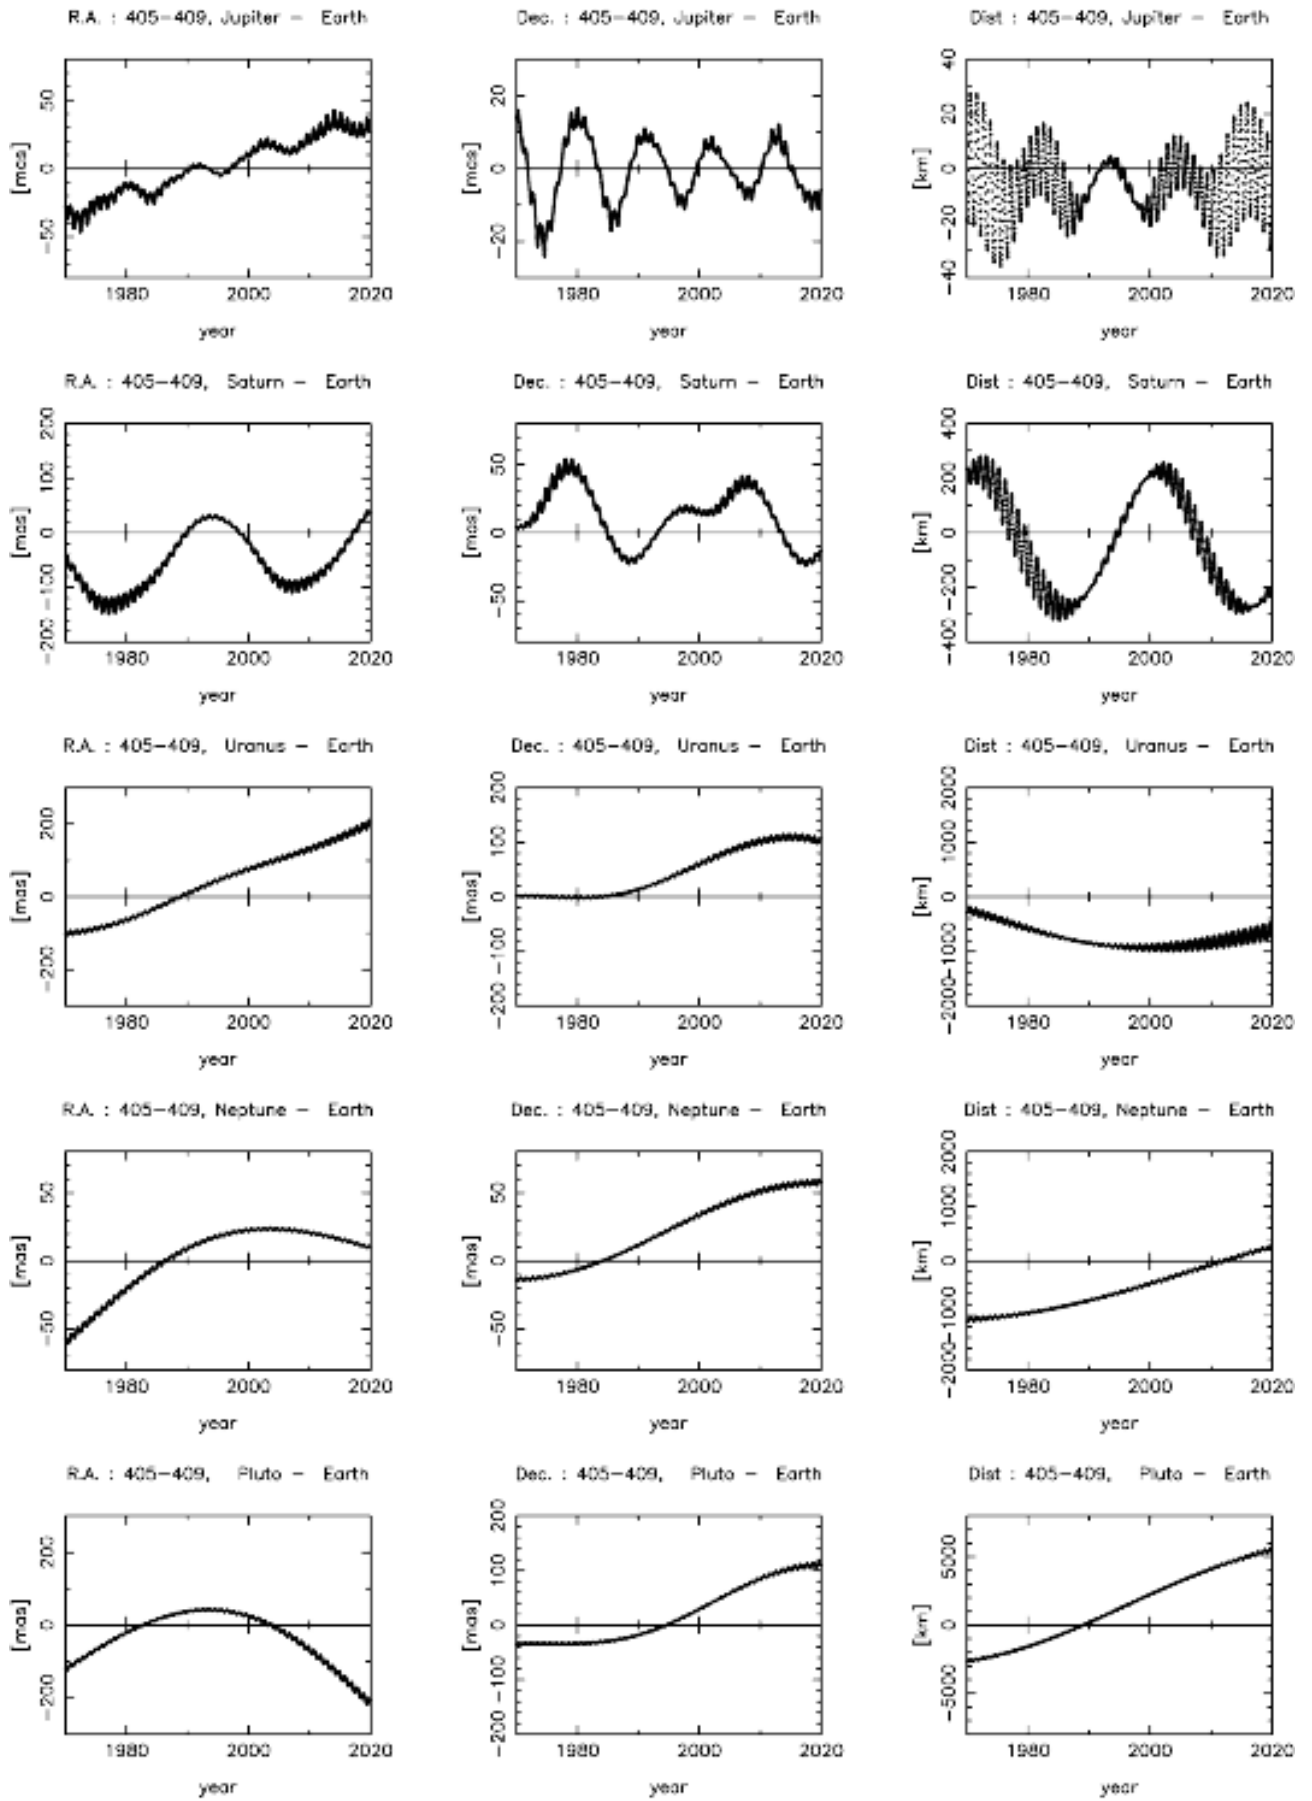 R.A. : 405-409, Jupiter - Earth
Dec. : 405-409, Jupiter - Earth
Dist : 405-409, Jupiter - Earth
[mas]
50
0
-50
1980 2000 2020
year
[mas]
20
0
-20
1980 2000 2020
year
[km]
40
20
0
-20
-40
1980 2000 2020
year
R.A. : 405-409, Saturn - Earth
Dec. : 405-409, Saturn - Earth
Dist : 405-409, Saturn - Earth
[mas]
200
100
0
-100
-200
1980 2000 2020
year
[mas]
50
0
-50
1980 2000 2020
year
[km]
400
200
0
-200
-400
1980 2000 2020
year
R.A. : 405-409, Uranus - Earth
Dec. : 405-409, Uranus - Earth
Dist : 405-409, Uranus - Earth
[mas]
200
0
-200
1980 2000 2020
year
[mas]
200
100
0
-100
-200
1980 2000 2020
year
[km]
2000
1000
0
-1000
-2000
1980 2000 2020
year
R.A. : 405-409, Neptune - Earth
Dec. : 405-409, Neptune - Earth
Dist : 405-409, Neptune - Earth
[mas]
50
0
-50
1980 2000 2020
year
[mas]
50
0
-50
1980 2000 2020
year
[km]
2000
1000
0
-1000
-2000
1980 2000 2020
year
R.A. : 405-409, Pluto - Earth
Dec. : 405-409, Pluto - Earth
Dist : 405-409, Pluto - Earth
[mas]
200
0
-200
1980 2000 2020
year
[mas]
200
100
0
-100
-200
1980 2000 2020
year
[km]
5000
0
-5000
1980 2000 2020
year